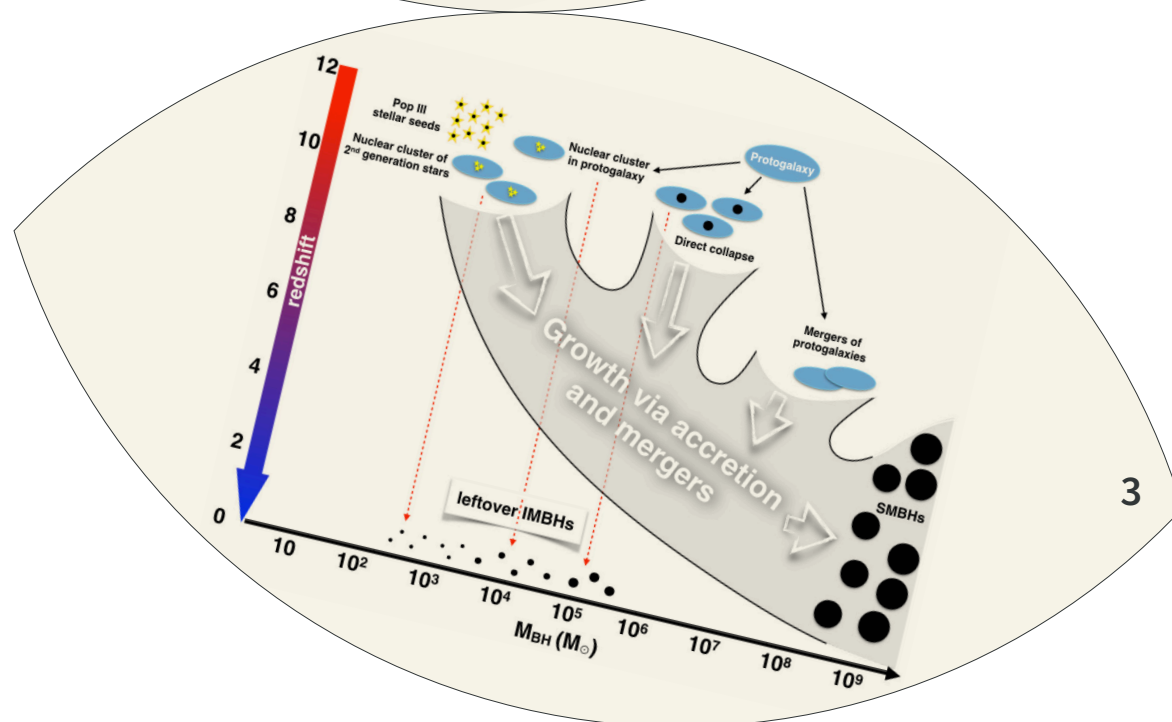 12
10
8
6
4
2
0
redshift
Pop III
stellar seeds
Nuclear cluster of
2nd generation stars
Nuclear cluster
in protogalaxy
Protogalaxy
Direct collapse
Mergers of
protogalaxies
Growth via accretion
and mergers
leftover IMBHs
SMBHs
3
10
10²
10³
10⁴
10⁵
10⁶
10⁷
10⁸
10⁹
MBH (M☉)